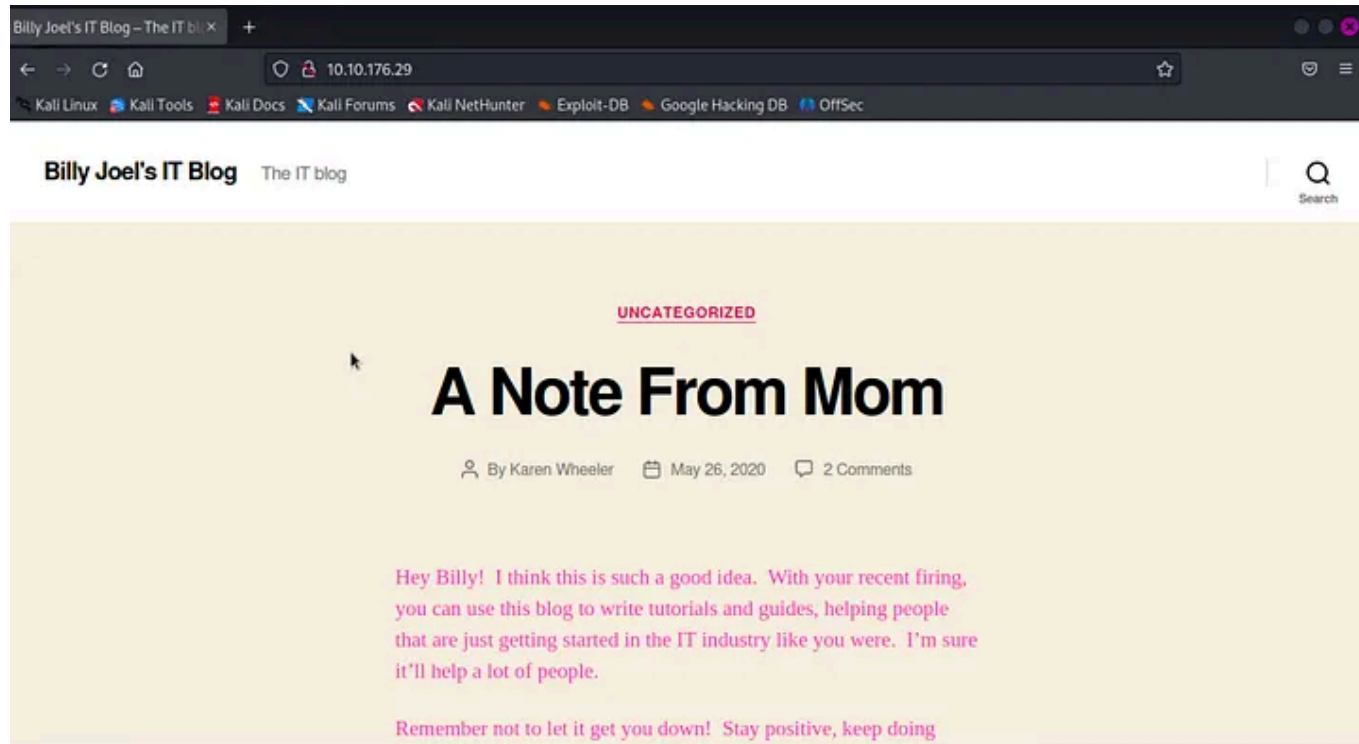 Billy Joel's IT Blog – The IT bl
10.10.176.29
Kali Linux Kali Tools Kali Docs Kali Forums Kali NetHunter Exploit-DB Google Hacking DB OffSec
Billy Joel's IT Blog The IT blog
Search
UNCATEGORIZED
A Note From Mom
By Karen Wheeler May 26, 2020 2 Comments
Hey Billy! I think this is such a good idea. With your recent firing,
you can use this blog to write tutorials and guides, helping people
that are just getting started in the IT industry like you were. I’m sure
it’ll help a lot of people.
Remember not to let it get you down! Stay positive, keep doing